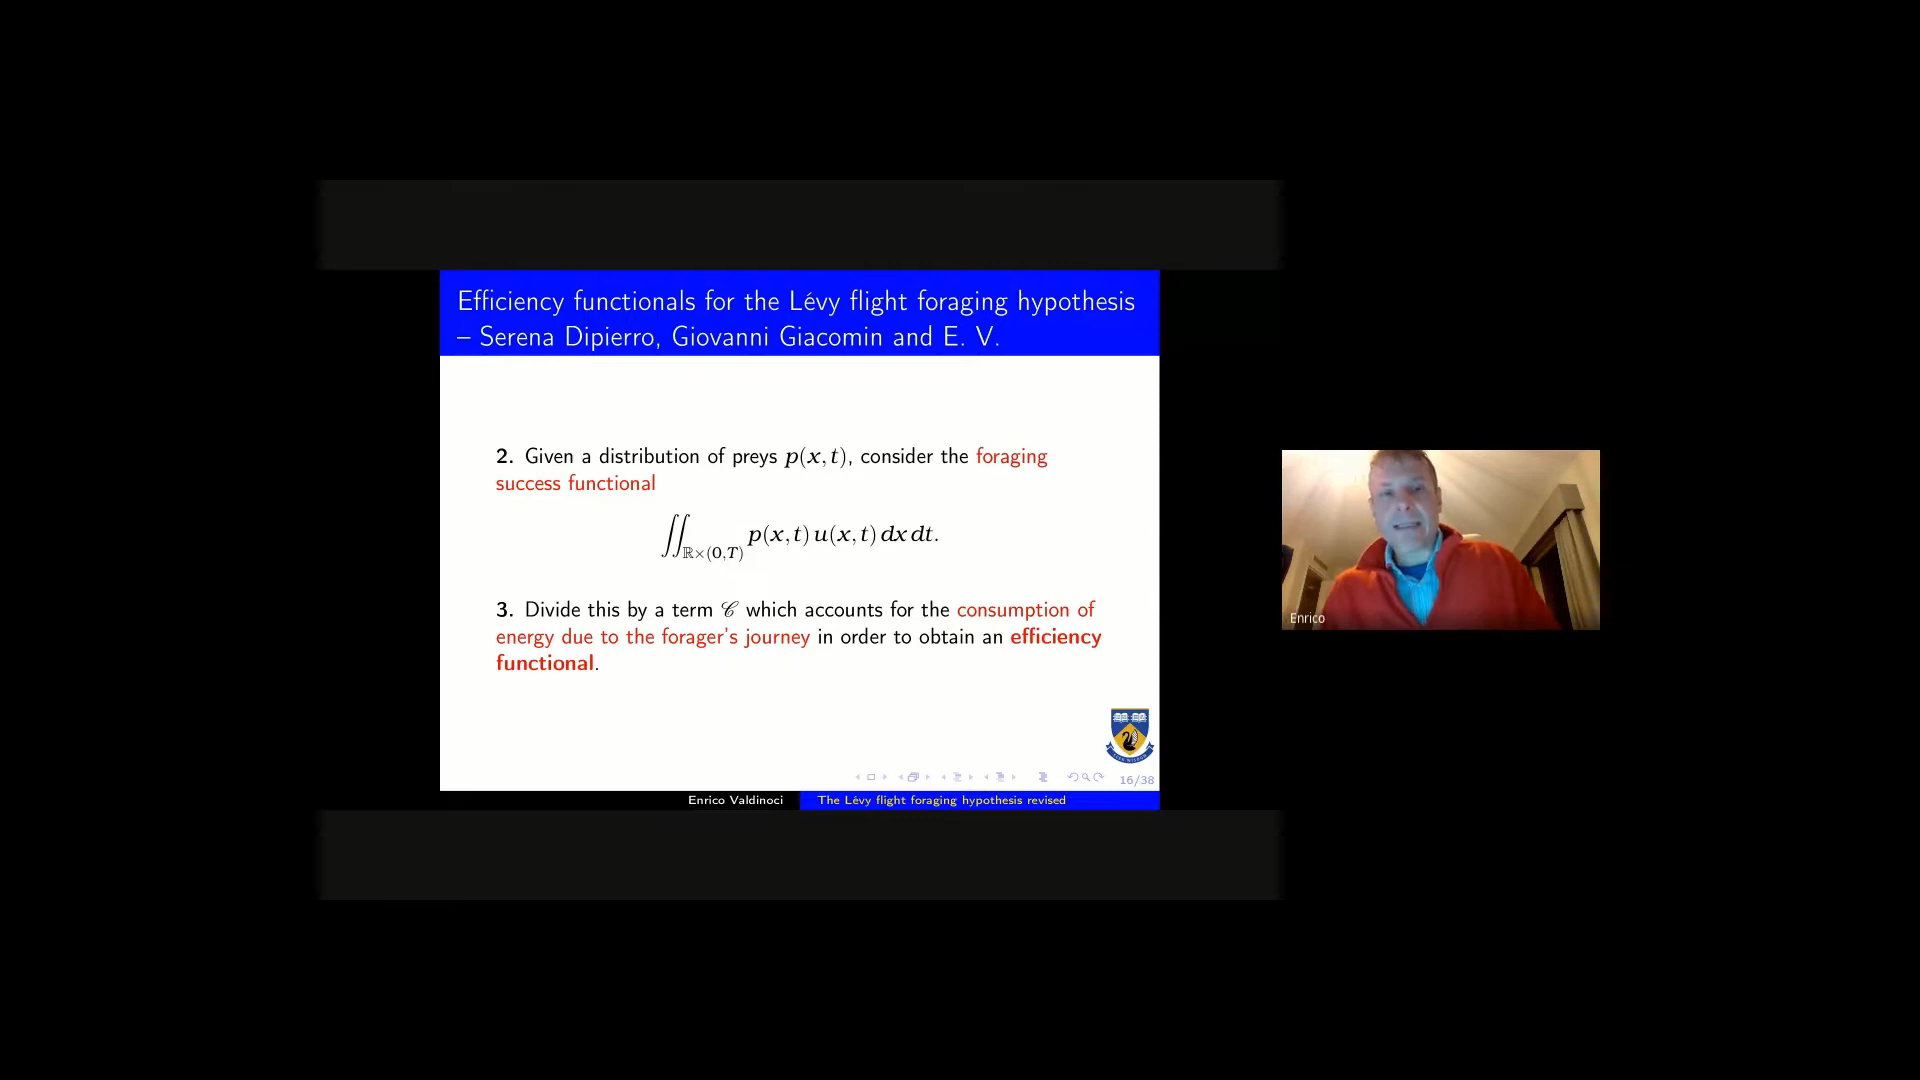 Efficiency functionals for the Lévy flight foraging hypothesis
– Serena Dipierro, Giovanni Giacomin and E. V.
2. Given a distribution of preys p(x, t), consider the foraging
success functional
∬_{ℝ×(0,T)} p(x, t) u(x, t) dx dt.
3. Divide this by a term 𝒞 which accounts for the consumption of
energy due to the forager's journey in order to obtain an efficiency
functional.
16/38
Enrico Valdinoci
The Lévy flight foraging hypothesis revised
Enrico